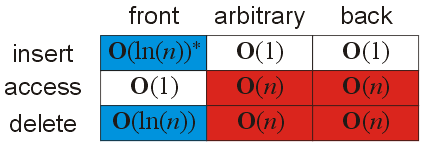 front arbitrary back
insert O(ln(n))* O(1) O(1)
access O(1) O(n) O(n)
delete O(ln(n)) O(n) O(n)